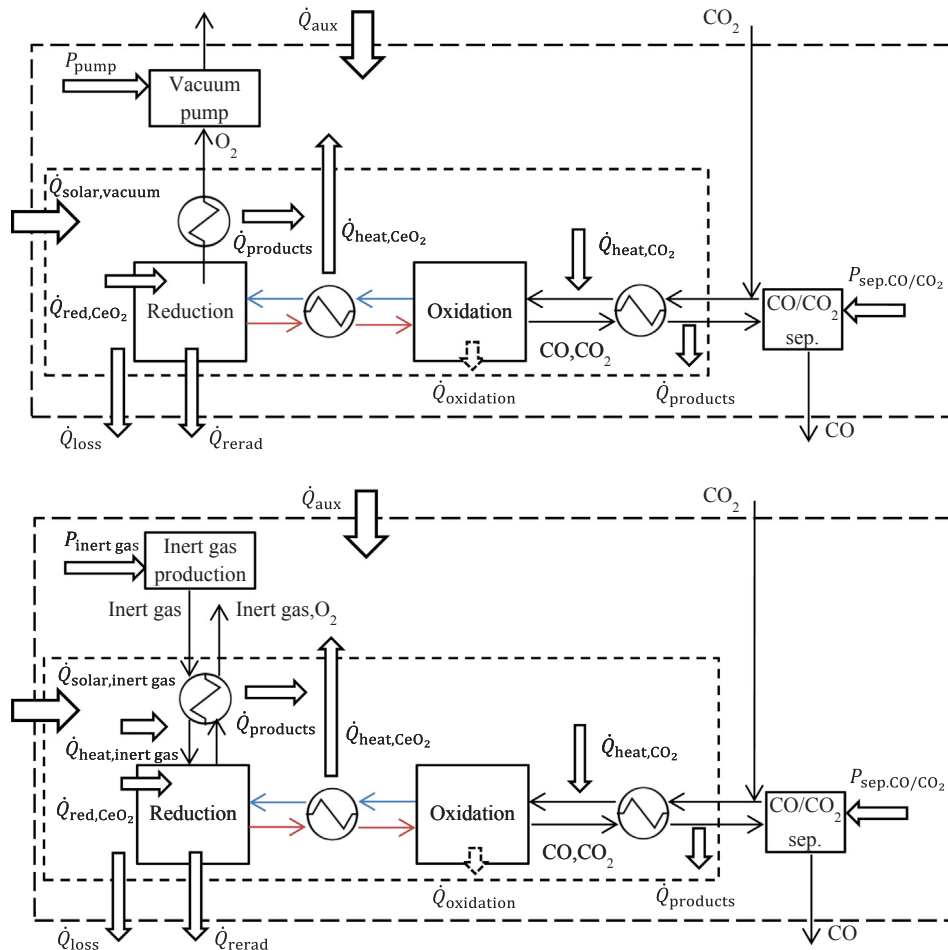 Q̇aux
CO2
Ppump
Vacuum
pump
O2
Q̇solar,vacuum
Q̇products
Q̇heat,CeO2
Q̇heat,CO2
Q̇red,CeO2
Reduction
Oxidation
Psep.CO/CO2
CO/CO2
sep.
CO,CO2
Q̇oxidation
Q̇products
Q̇loss
Q̇rerad
CO
Q̇aux
CO2
Pinert gas
Inert gas
production
Inert gas
Inert gas,O2
Q̇solar,inert gas
Q̇products
Q̇heat,CeO2
Q̇heat,CO2
Q̇heat,inert gas
Q̇red,CeO2
Reduction
Oxidation
Psep.CO/CO2
CO/CO2
sep.
CO,CO2
Q̇oxidation
Q̇products
Q̇loss
Q̇rerad
CO